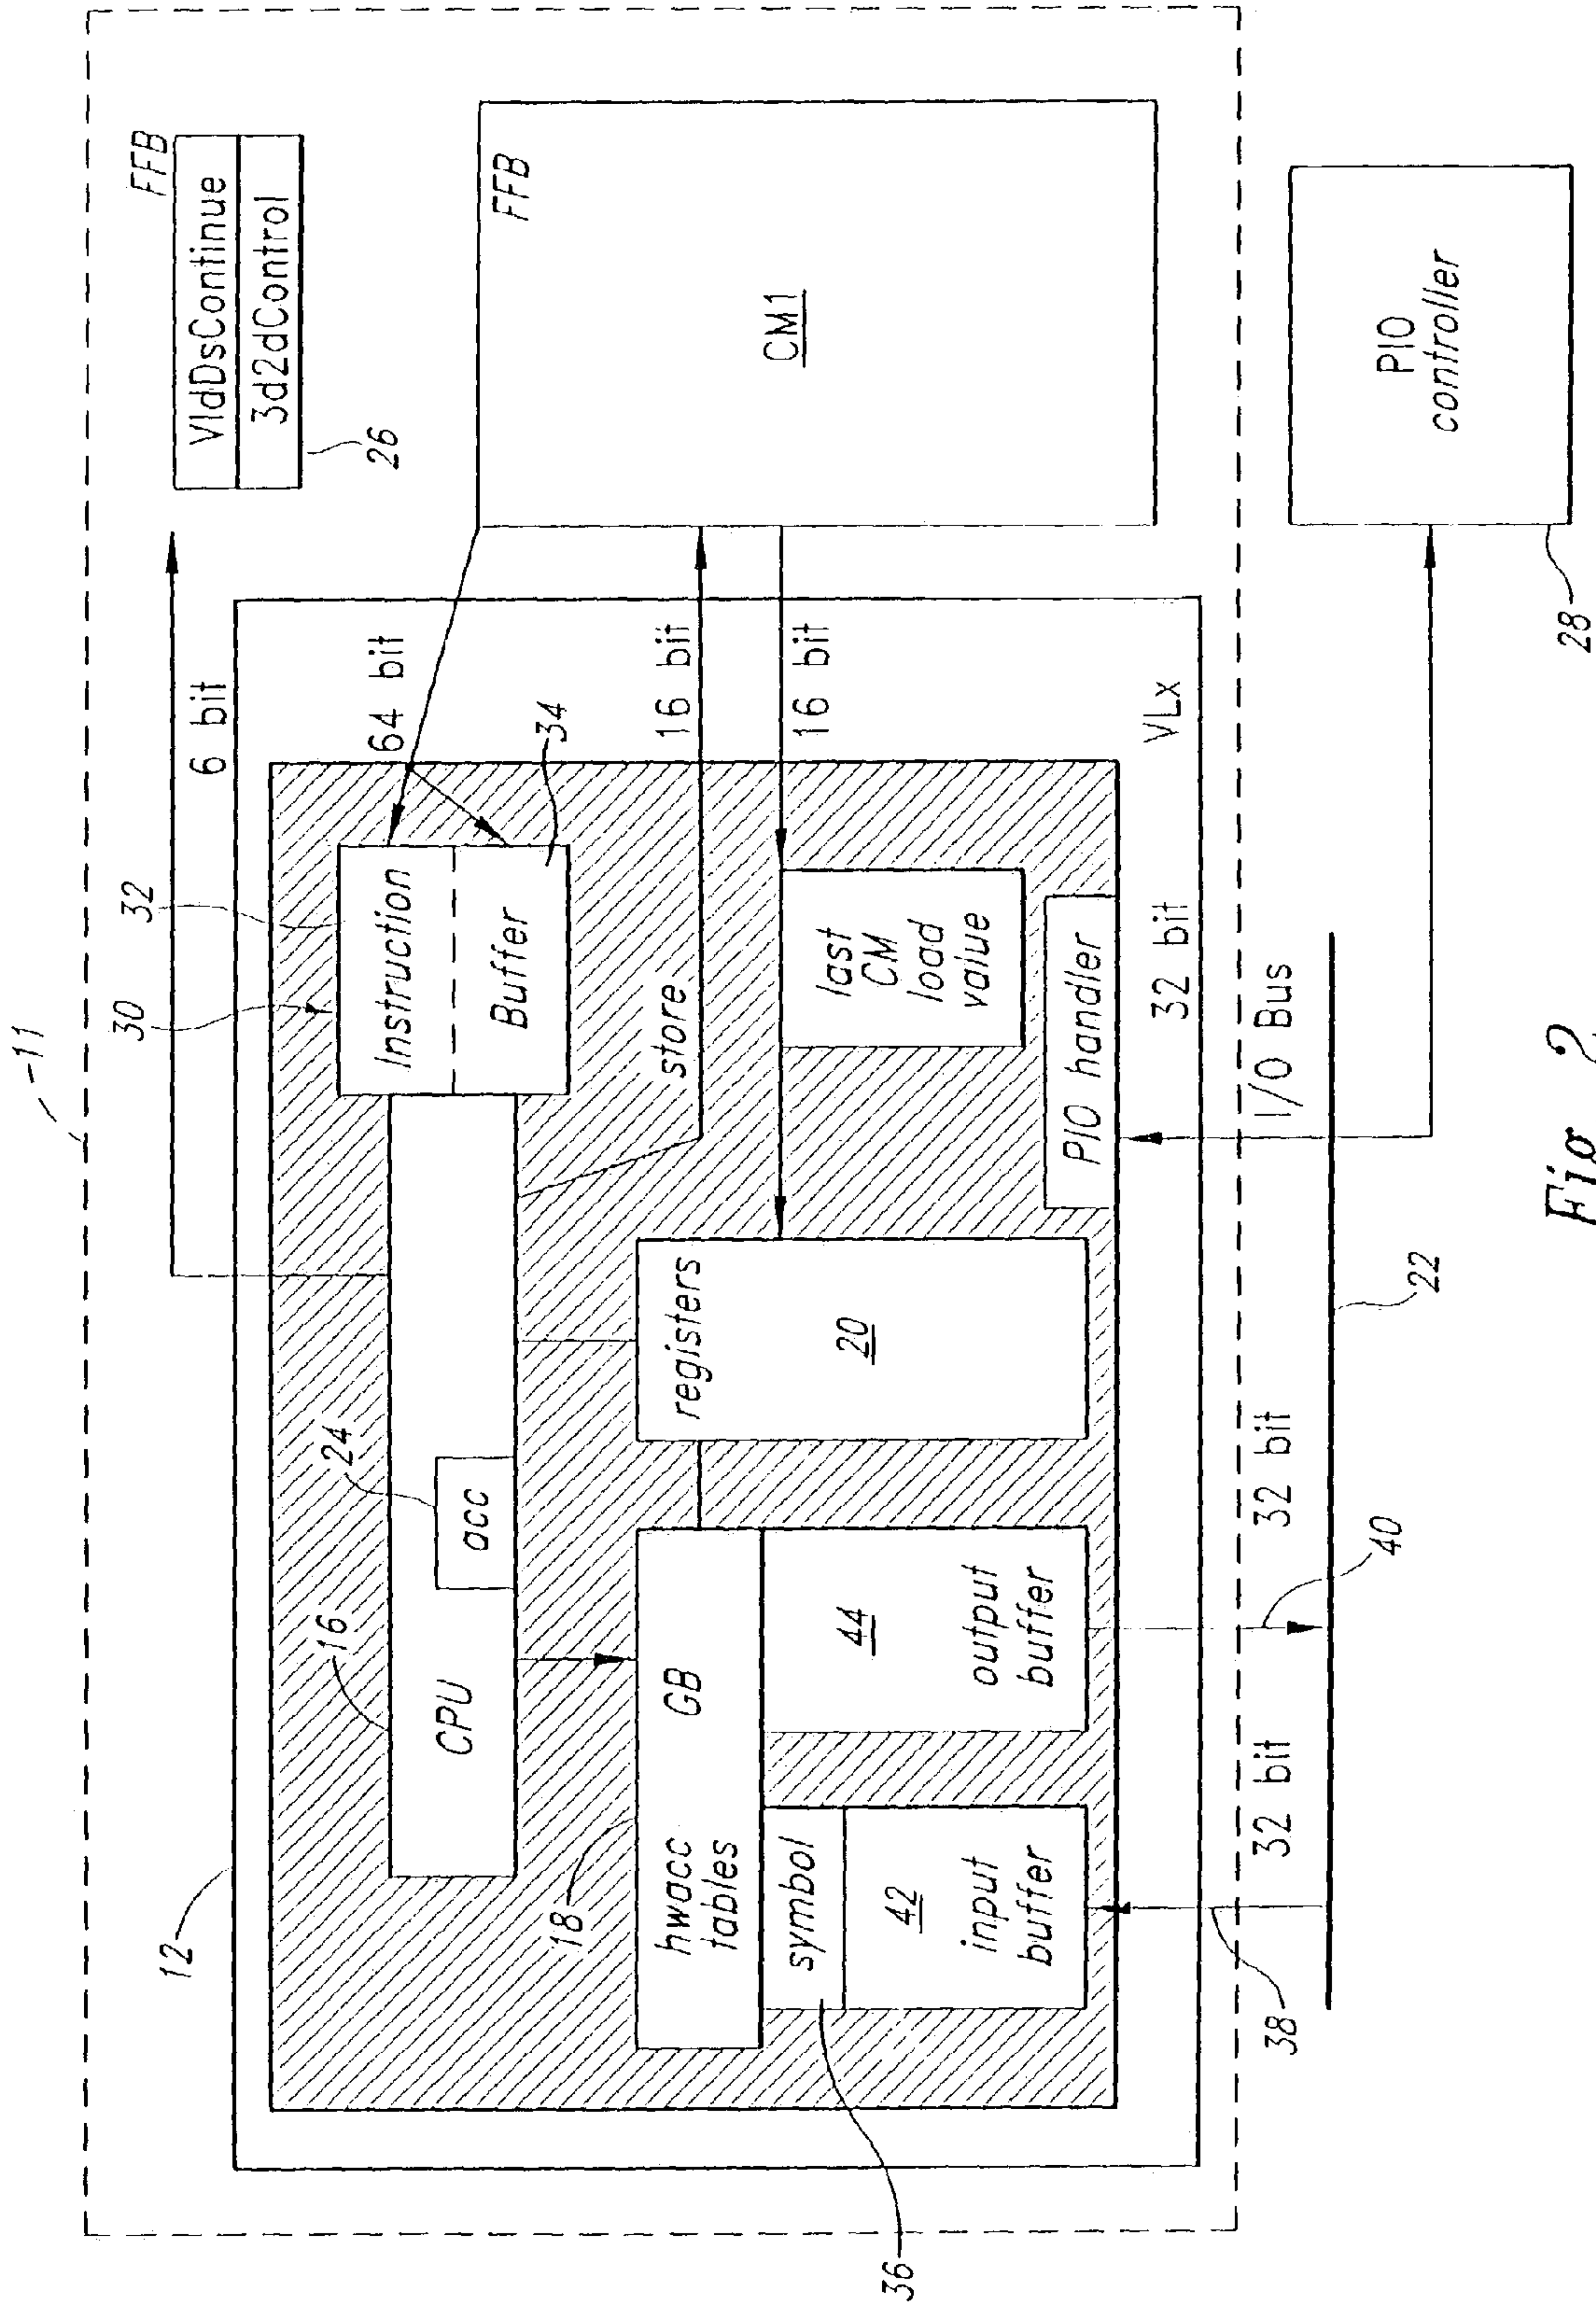 11
FFB
VldDsContinue
3d2dControl
26
6 bit
12
30
32
64 bit
34
Instruction
Buffer
16
24
CPU
acc
FFB
CM1
store
16 bit
16 bit
18
hwacc
tables
GB
registers
20
last
CM
load
value
symbol
42
input
buffer
44
output
buffer
PIO handler
VLx
36
32 bit
32 bit
32 bit
I/O Bus
38
40
22
PIO
controller
28
Fig. 2